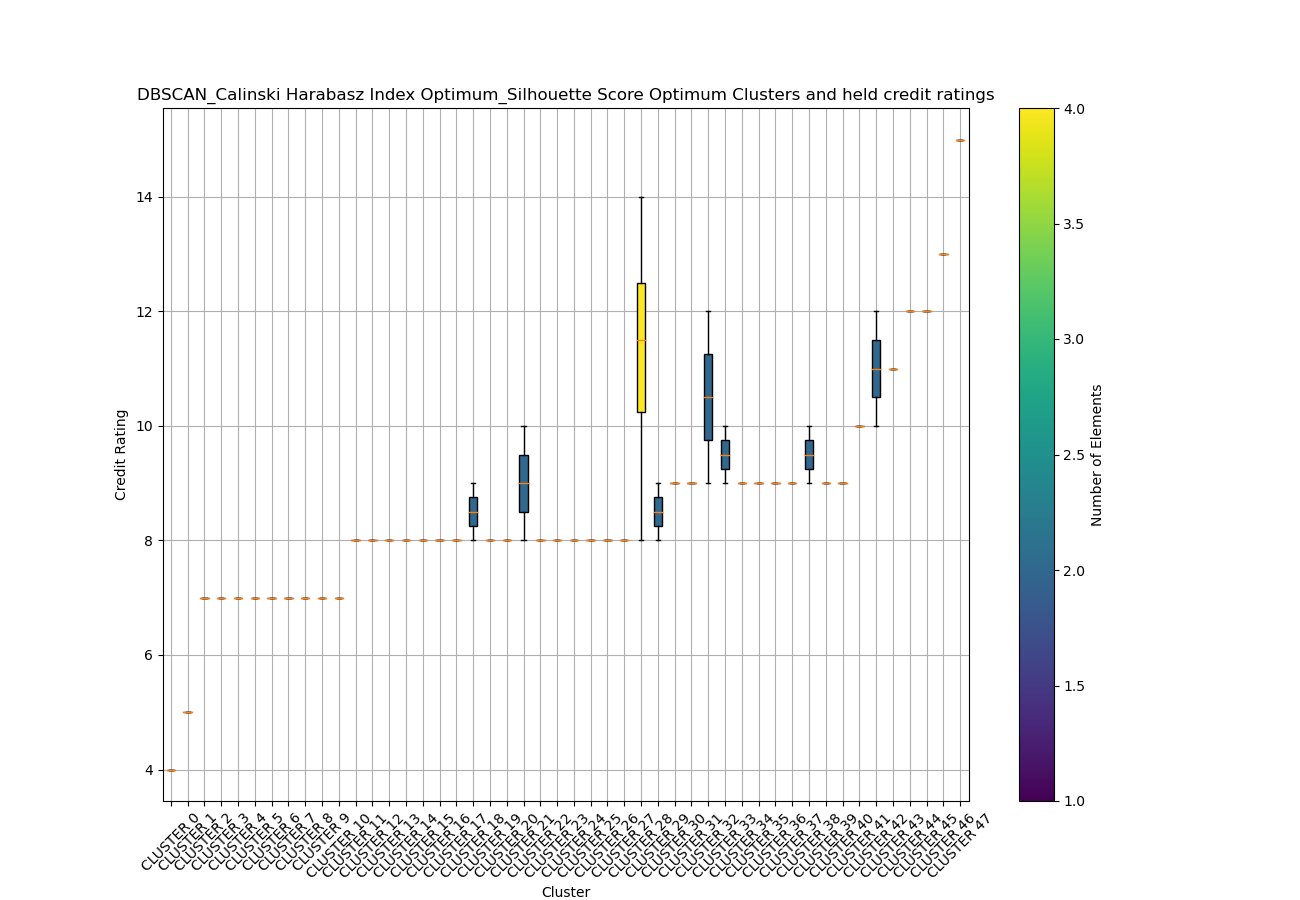 DBSCAN_Calinski Harabasz Index Optimum_Silhouette Score Optimum Clusters and held credit ratings
Credit Rating
14
12
10
8
6
4
CLUSTER 0
CLUSTER 1
CLUSTER 2
CLUSTER 3
CLUSTER 4
CLUSTER 5
CLUSTER 6
CLUSTER 7
CLUSTER 8
CLUSTER 9
CLUSTER 10
CLUSTER 11
CLUSTER 12
CLUSTER 13
CLUSTER 14
CLUSTER 15
CLUSTER 16
CLUSTER 17
CLUSTER 18
CLUSTER 19
CLUSTER 20
CLUSTER 21
CLUSTER 22
CLUSTER 23
CLUSTER 24
CLUSTER 25
CLUSTER 26
CLUSTER 27
CLUSTER 28
CLUSTER 29
CLUSTER 30
CLUSTER 31
CLUSTER 32
CLUSTER 33
CLUSTER 34
CLUSTER 35
CLUSTER 36
CLUSTER 37
CLUSTER 38
CLUSTER 39
CLUSTER 40
CLUSTER 41
CLUSTER 42
CLUSTER 43
CLUSTER 44
CLUSTER 45
CLUSTER 46
CLUSTER 47
Cluster
4.0
3.5
3.0
2.5
2.0
1.5
1.0
Number of Elements